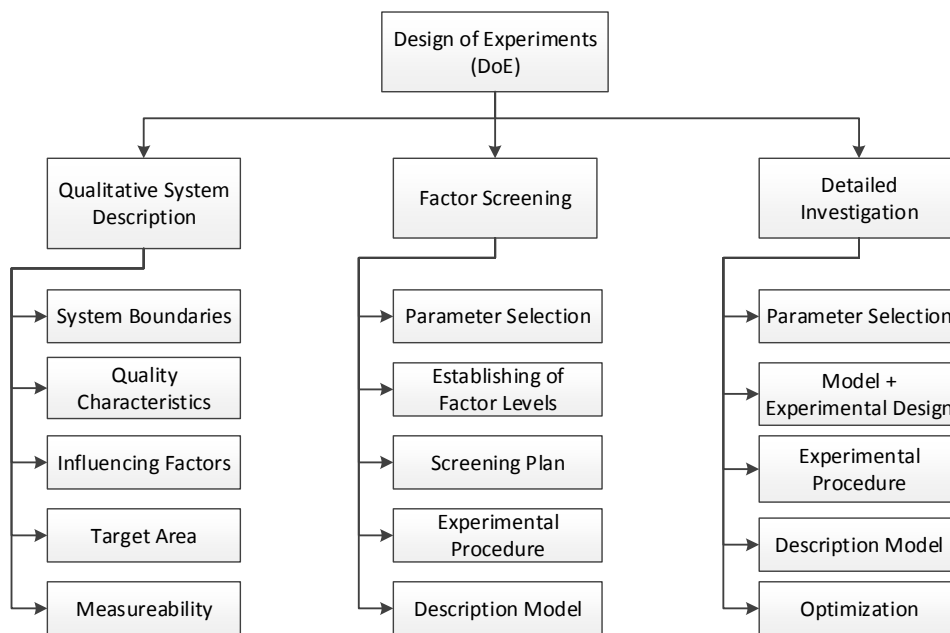 Design of Experiments
(DoE)
Qualitative System
Description
Factor Screening
Detailed
Investigation
System Boundaries
Quality
Characteristics
Influencing Factors
Target Area
Measureability
Parameter Selection
Establishing of
Factor Levels
Screening Plan
Experimental
Procedure
Description Model
Parameter Selection
Model +
Experimental Design
Experimental
Procedure
Description Model
Optimization